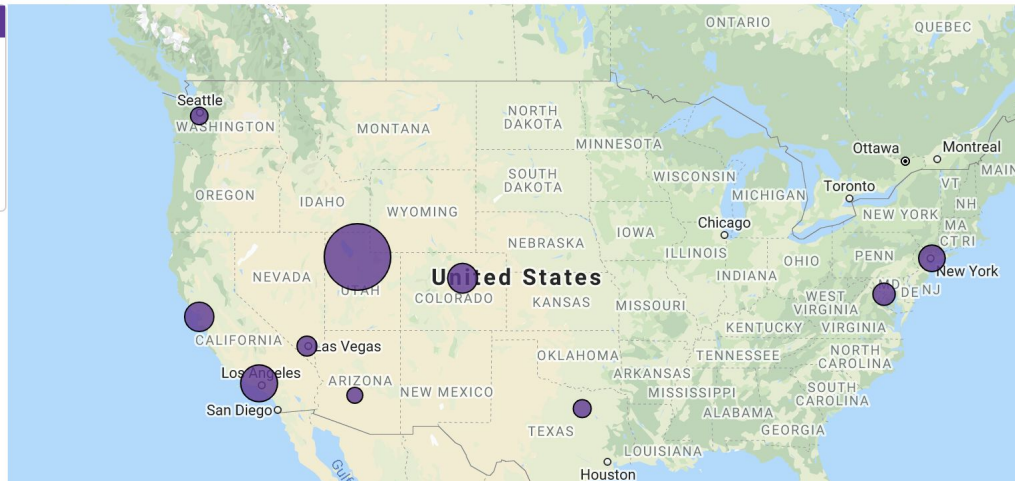 ONTARIO
QUEBEC
Seattle
WASHINGTON
MONTANA
NORTH
DAKOTA
MINNESOTA
Ottawa
Montreal
MAIN
SOUTH
DAKOTA
WISCONSIN
MICHIGAN
Toronto
VT
NH
OREGON
IDAHO
WYOMING
NEW YORK
MA
CT RI
Chicago
IOWA
NEBRASKA
ILLINOIS
INDIANA
OHIO
PENN
New York
NEVADA
UTAH
United States
COLORADO
KANSAS
MISSOURI
WEST
VIRGINIA
MD
DE
NJ
KENTUCKY
VIRGINIA
CALIFORNIA
Las Vegas
OKLAHOMA
TENNESSEE
NORTH
CAROLINA
Los Angeles
ARIZONA
NEW MEXICO
ARKANSAS
MISSISSIPPI
SOUTH
CAROLINA
San Diego
ALABAMA
TEXAS
GEORGIA
LOUISIANA
Houston
Gulf